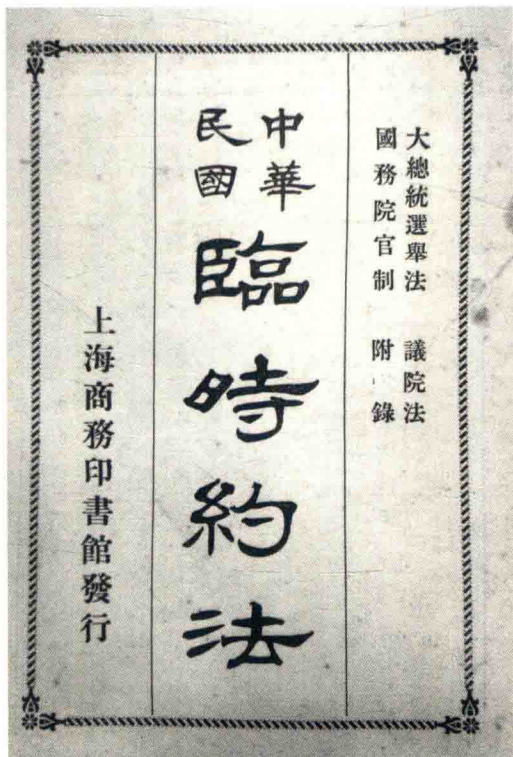 大總統選舉法　議院法
國務院官制　附錄
中華
民國
臨時約法
上海商務印書館發行